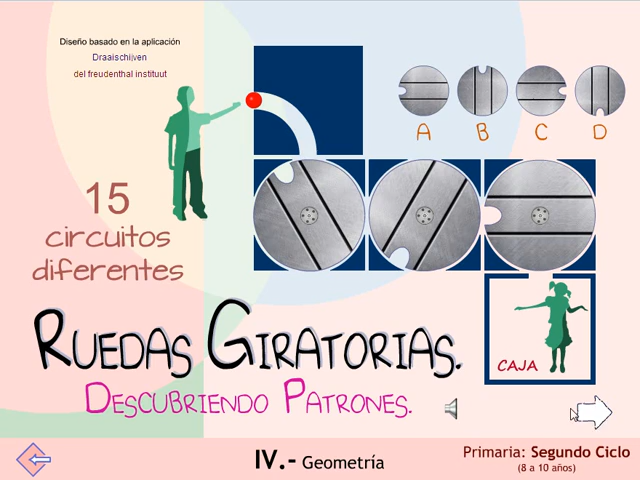 Diseño basado en la aplicación
Draaischijven
del freudenthal instituut
A B C D
15
circuitos
diferentes
RUEDAS GIRATORIAS.
DESCUBRIENDO PATRONES.
CAJA
IV.- Geometría
Primaria: Segundo Ciclo
(8 a 10 años)